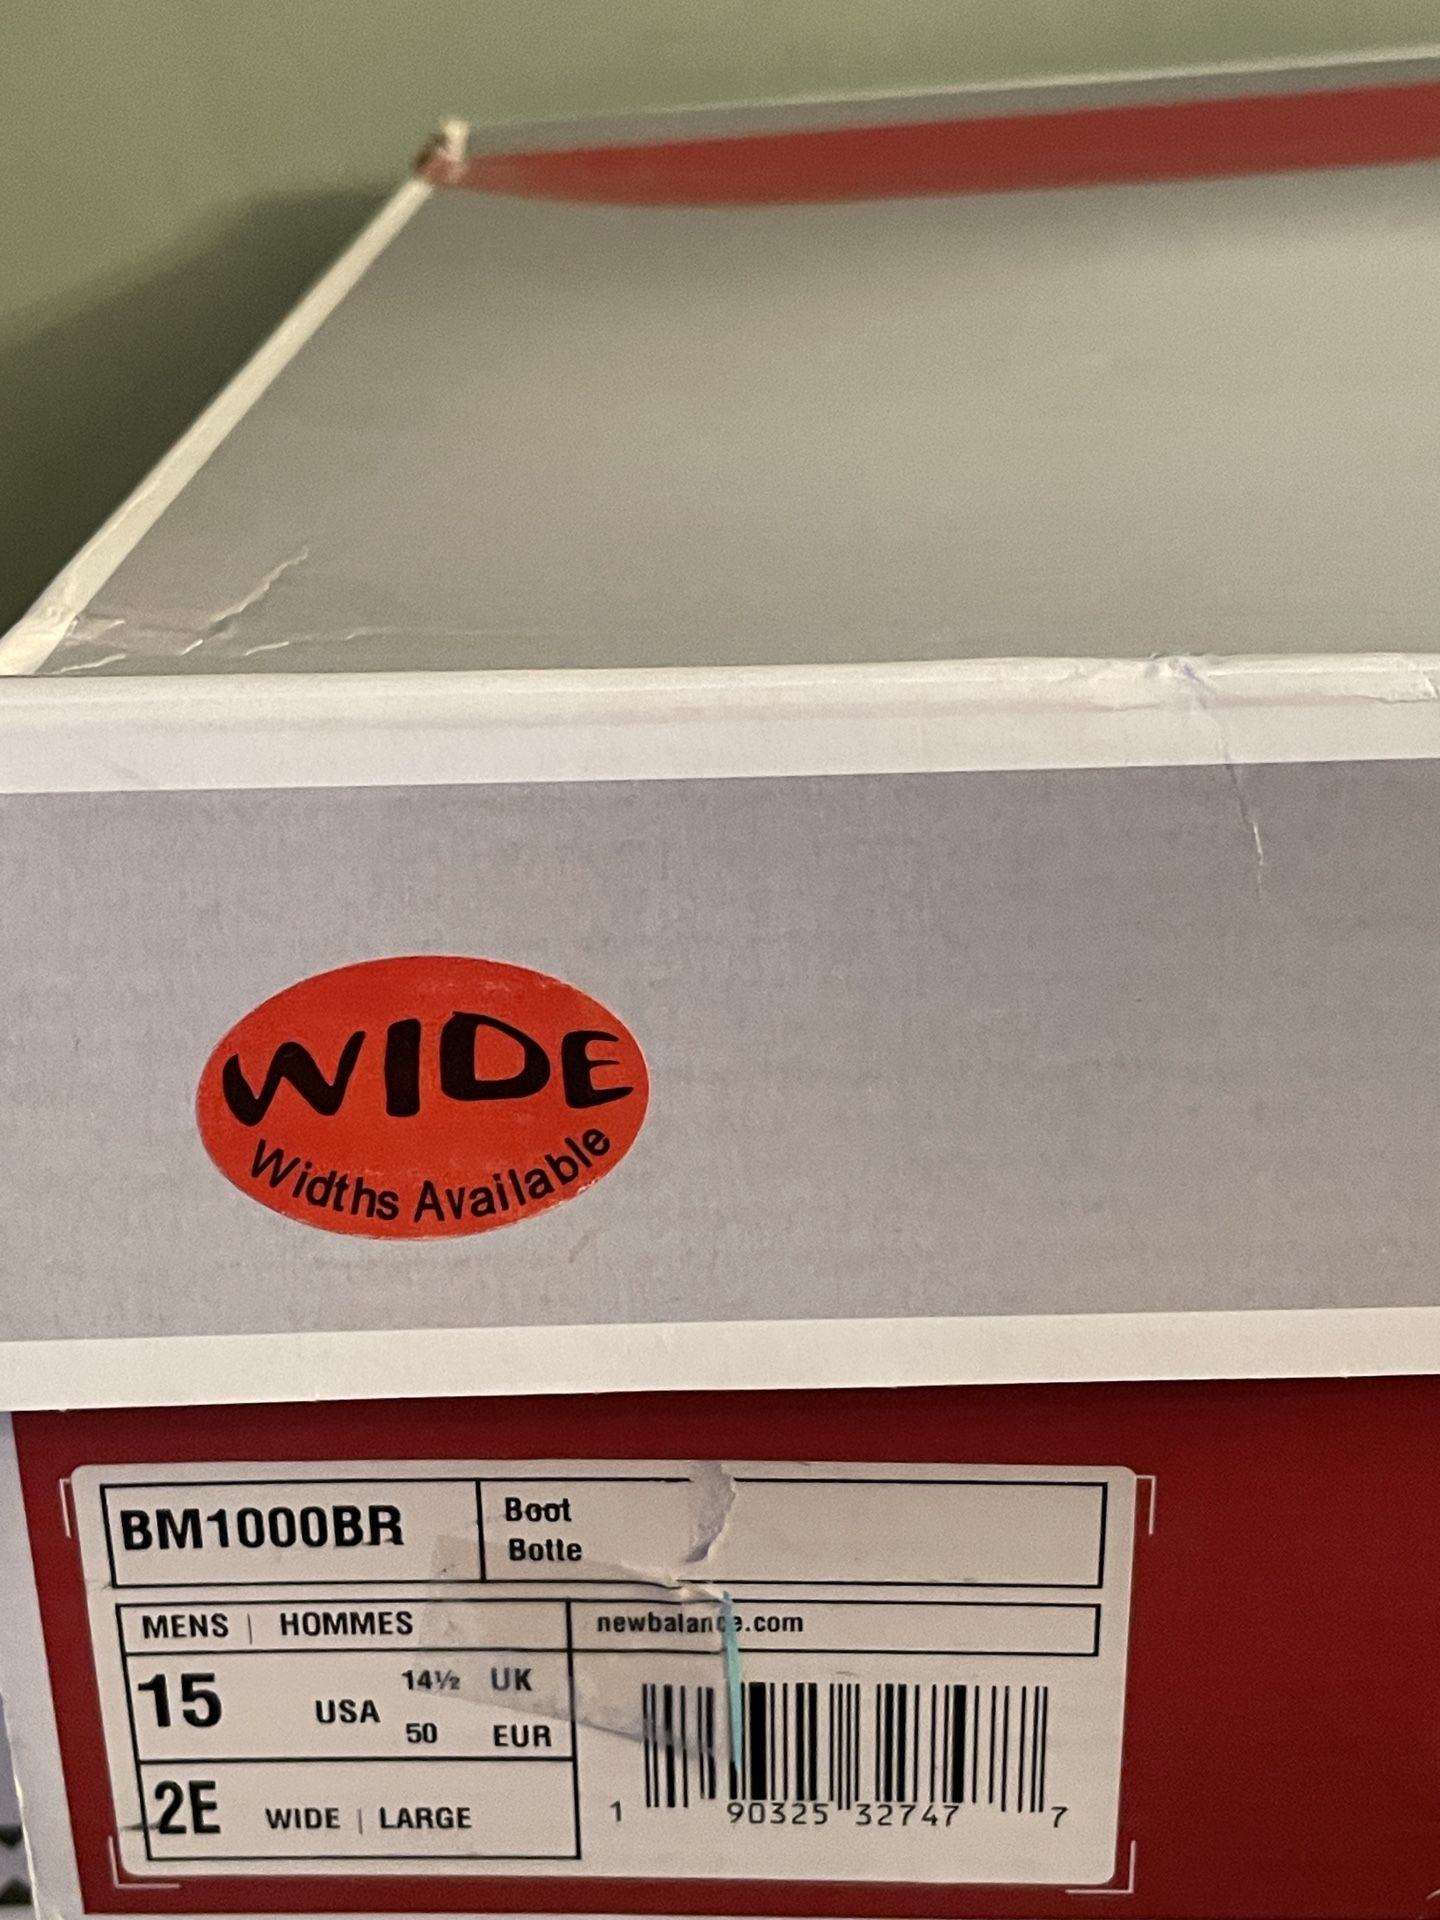 WIDE
Widths Available
BM1000BR
Boot
Botte
MENS | HOMMES
newbalance.com
15 USA
14½ UK
50 EUR
2E WIDE | LARGE
1 90325 32747 7